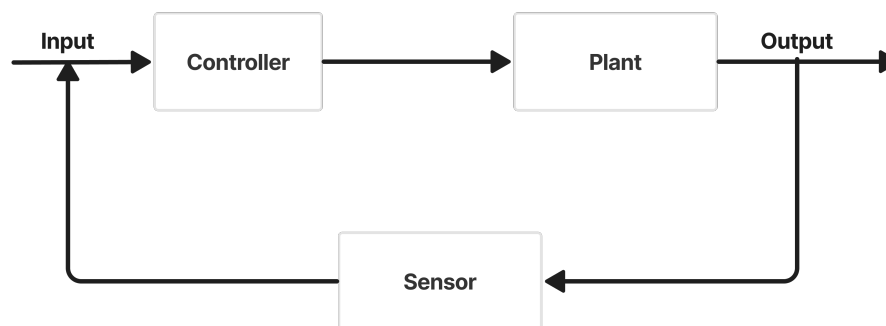 Input
Controller
Plant
Output
Sensor